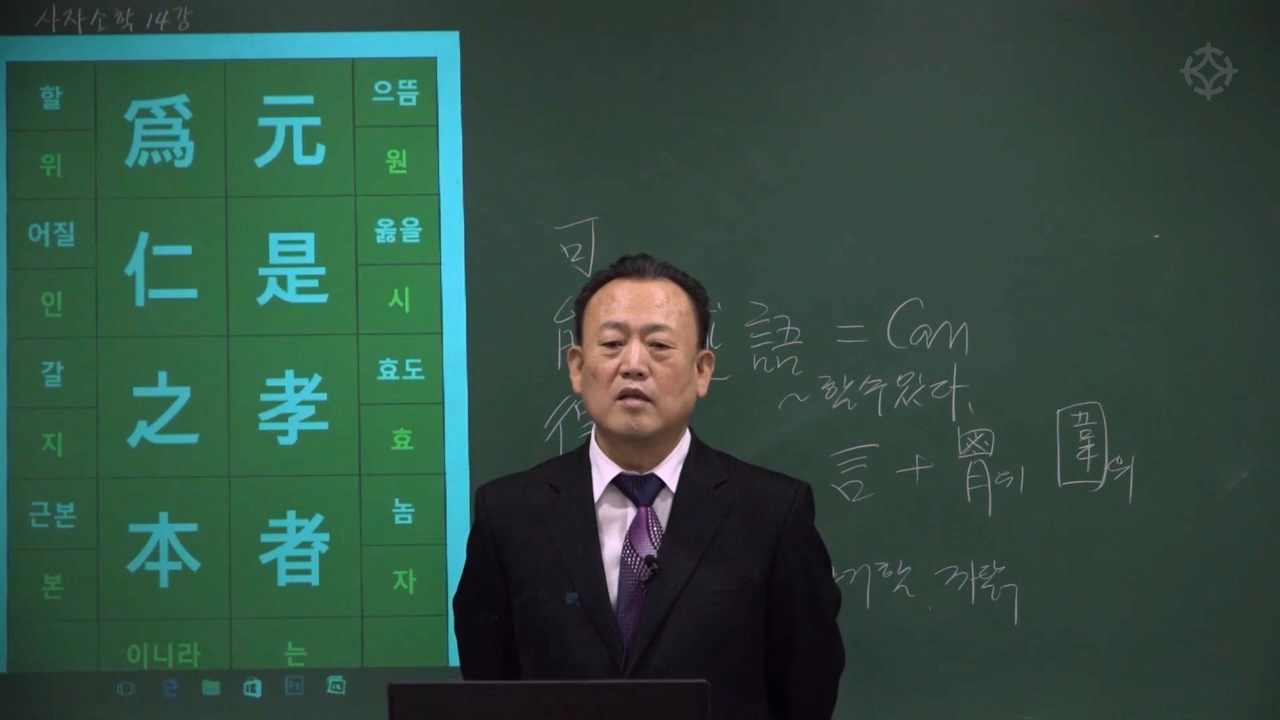 사자소학 14강
할 爲 元 으뜸
위 원
어질 仁 是 옳을
인 시
갈 之 孝 효도
지 효
근본 本 者 놈
본 자
이니라 는
可
語 = Can
~할수있다.
言 + 胃